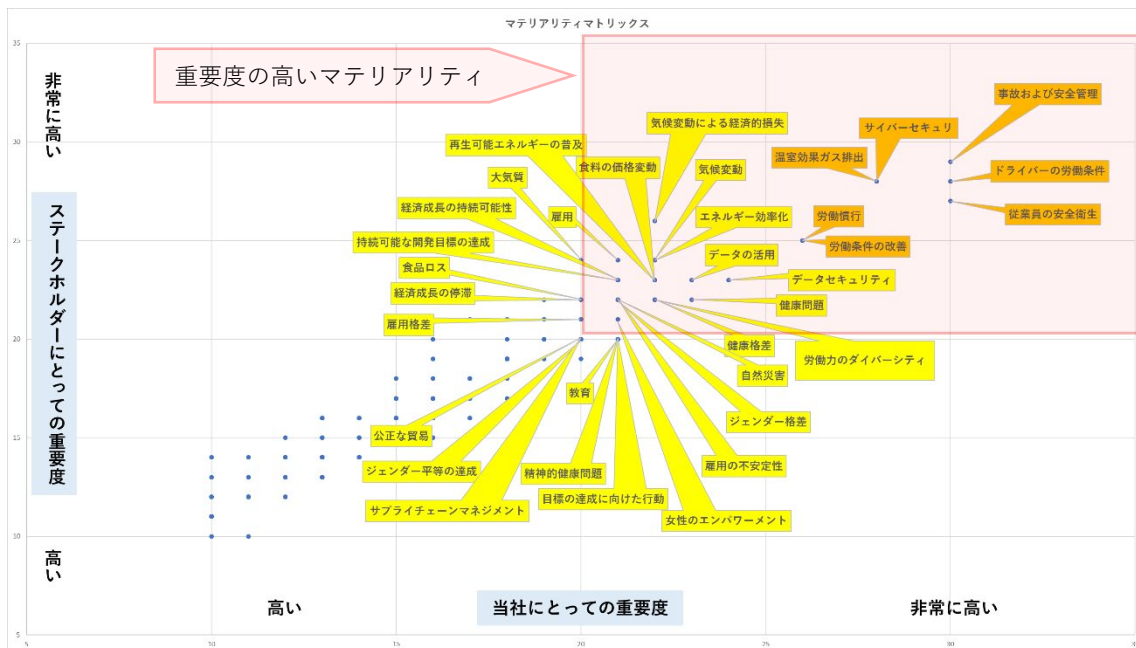 マテリアリティマトリックス
35
非常に高い
重要度の高いマテリアリティ
事故および安全管理
サイバーセキュリ
気候変動による経済的損失
30
再生可能エネルギーの普及
食料の価格変動
気候変動
温室効果ガス排出
ドライバーの労働条件
大気質
従業員の安全衛生
経済成長の持続可能性
雇用
エネルギー効率化
労働慣行
25
持続可能な開発目標の達成
労働条件の改善
データの活用
食品ロス
データセキュリティ
経済成長の停滞
健康問題
雇用格差
20
健康格差
労働力のダイバーシティ
自然災害
教育
ジェンダー格差
公正な貿易
15
ジェンダー平等の達成
精神的健康問題
雇用の不安定性
目標の達成に向けた行動
サプライチェーンマネジメント
女性のエンパワーメント
ステークホルダーにとっての重要度
10
高い
高い
当社にとっての重要度
非常に高い
5
5
10
15
20
25
30
35